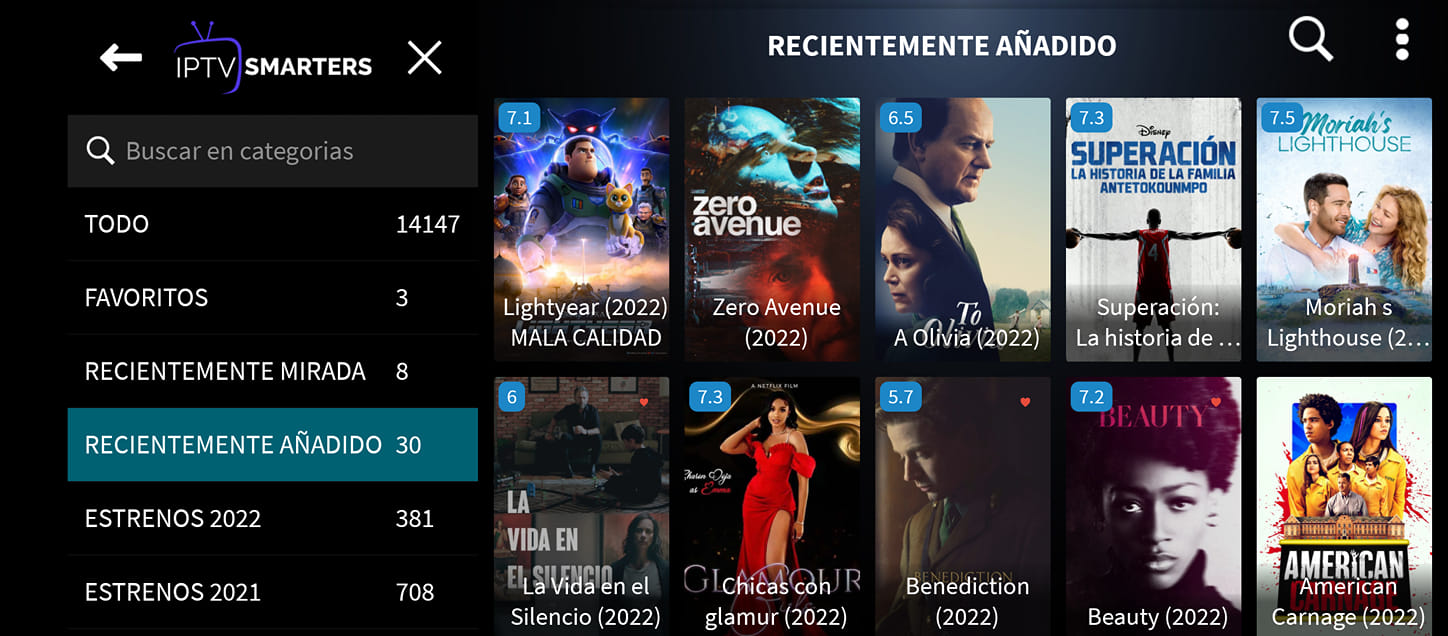 IPTV SMARTERS
Buscar en categorias
TODO 14147
FAVORITOS 3
RECIENTEMENTE MIRADA 8
RECIENTEMENTE AÑADIDO 30
ESTRENOS 2022 381
ESTRENOS 2021 708
RECIENTEMENTE AÑADIDO
7.1
Lightyear (2022)
MALA CALIDAD
zero
avenue
Zero Avenue
(2022)
6.5
To
Olivia
A Olivia (2022)
7.3
Disney
SUPERACIÓN
LA HISTORIA DE LA FAMILIA
ANTETOKOUNMPO
4
Superación:
La historia de ...
7.5
Moriah's
LIGHTHOUSE
Moriah s
Lighthouse (2...
6
LA
VIDA EN
EL SILENCIO
La Vida en el
Silencio (2022)
7.3
A NETFLIX FILM
as Emma
GLAMOUR
Chicas con
glamur (2022)
5.7
BENEDICTION
Benediction
(2022)
7.2
BEAUTY
Beauty (2022)
AMERICAN
CARNAGE
American
Carnage (2022)